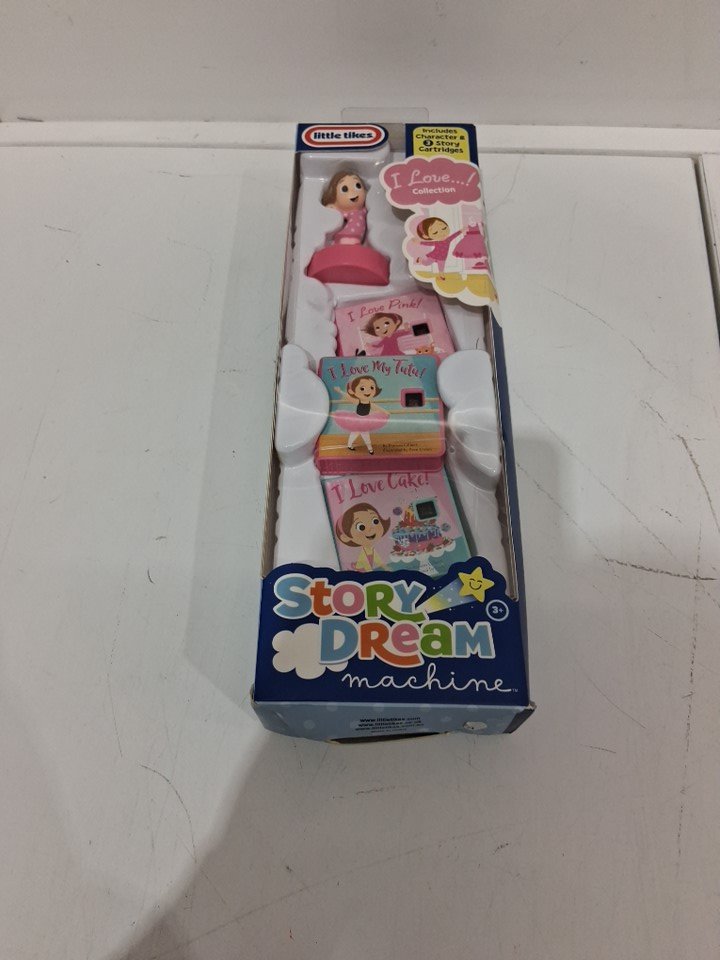 little tikes
Includes
Character &
3 Story
Cartridges
I Love...!
Collection
I Love Pink!
I Love My Tutu!
I Love Cake!
STORY
DREAM
machine
3+
www.littletikes.com